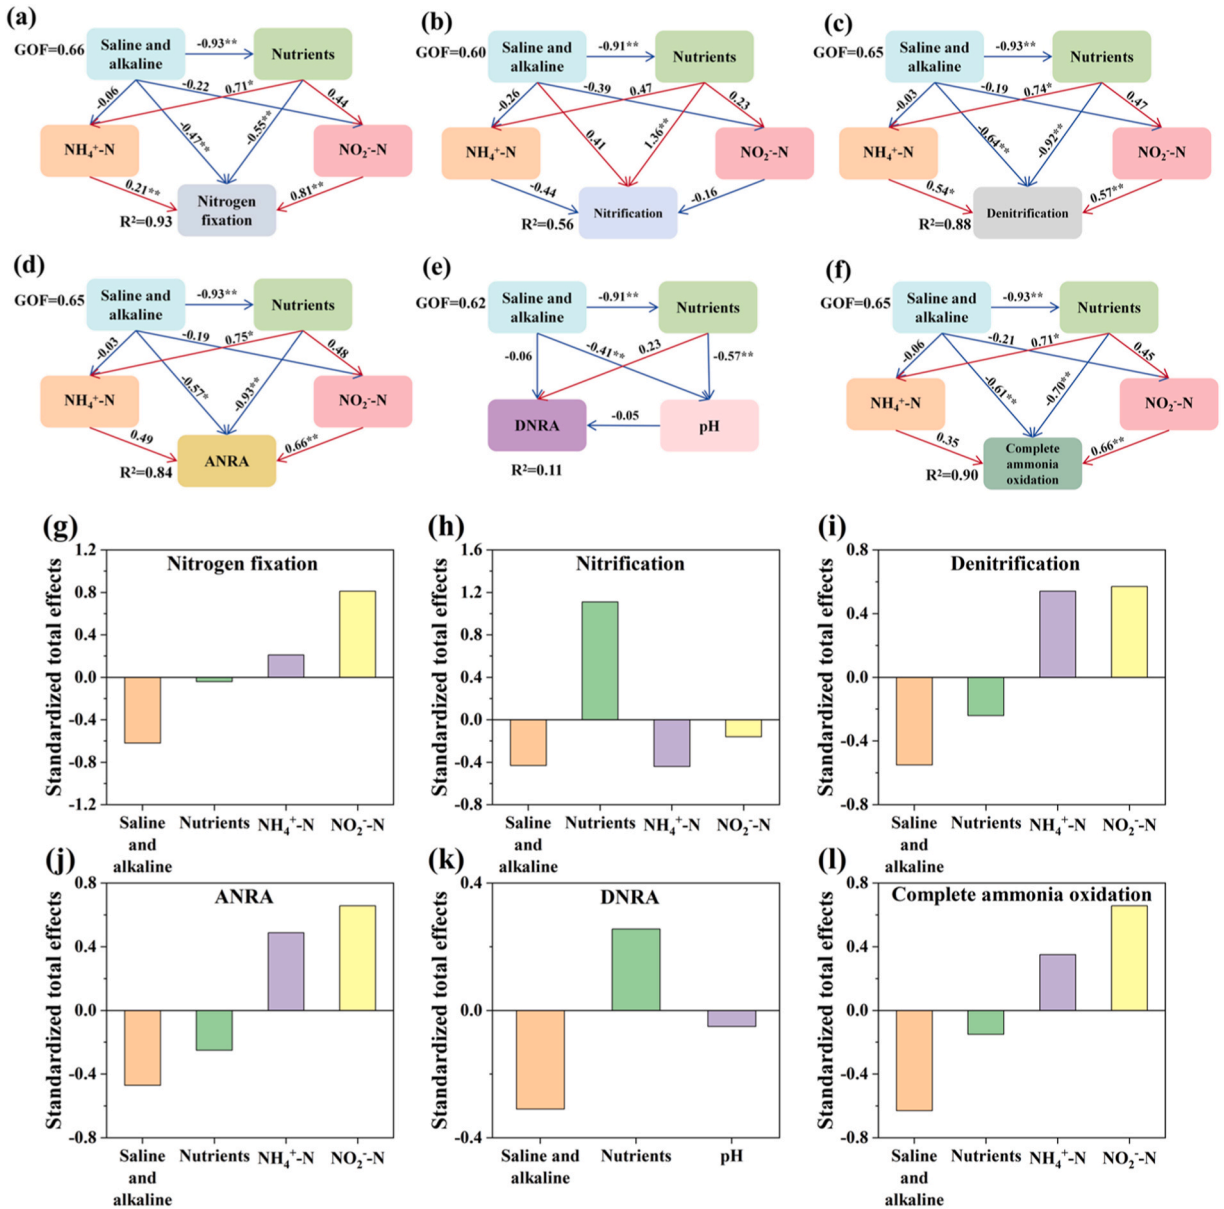 (a)
GOF=0.66
Saline and
alkaline
-0.93**
Nutrients
-0.06
-0.22
0.71*
0.44
-0.47**
-0.55**
NH₄⁺-N
NO₂⁻-N
0.21**
0.81**
Nitrogen
fixation
R²=0.93
(b)
GOF=0.60
Saline and
alkaline
-0.91**
Nutrients
-0.26
-0.39
0.47
0.23
0.41
1.36**
NH₄⁺-N
NO₂⁻-N
-0.44
-0.16
Nitrification
R²=0.56
(c)
GOF=0.65
Saline and
alkaline
-0.93**
Nutrients
-0.03
-0.19
0.74*
0.47
-0.64**
-0.92**
NH₄⁺-N
NO₂⁻-N
0.54*
0.57**
Denitrification
R²=0.88
(d)
GOF=0.65
Saline and
alkaline
-0.93**
Nutrients
-0.03
-0.19
0.75*
0.48
-0.57*
-0.93**
NH₄⁺-N
NO₂⁻-N
0.49
0.66**
ANRA
R²=0.84
(e)
GOF=0.62
Saline and
alkaline
-0.91**
Nutrients
-0.06
-0.41**
0.23
-0.57**
DNRA
-0.05
pH
R²=0.11
(f)
GOF=0.65
Saline and
alkaline
-0.93**
Nutrients
-0.06
-0.21
0.71*
0.45
-0.61**
-0.70**
NH₄⁺-N
NO₂⁻-N
0.35
0.66**
Complete
ammonia
oxidation
R²=0.90
(g)
Nitrogen fixation
Standardized total effects
1.2
0.8
0.4
0.0
-0.4
-0.8
-1.2
Saline
and
alkaline
Nutrients
NH₄⁺-N
NO₂⁻-N
(h)
Nitrification
Standardized total effects
1.6
1.2
0.8
0.4
0.0
-0.4
-0.8
Saline
and
alkaline
Nutrients
NH₄⁺-N
NO₂⁻-N
(i)
Denitrification
Standardized total effects
0.8
0.4
0.0
-0.4
-0.8
Saline
and
alkaline
Nutrients
NH₄⁺-N
NO₂⁻-N
(j)
ANRA
Standardized total effects
0.8
0.4
0.0
-0.4
-0.8
Saline
and
alkaline
Nutrients
NH₄⁺-N
NO₂⁻-N
(k)
DNRA
Standardized total effects
0.4
0.0
-0.4
Saline and
alkaline
Nutrients
pH
(l)
Complete ammonia oxidation
Standardized total effects
0.8
0.4
0.0
-0.4
-0.8
Saline
and
alkaline
Nutrients
NH₄⁺-N
NO₂⁻-N